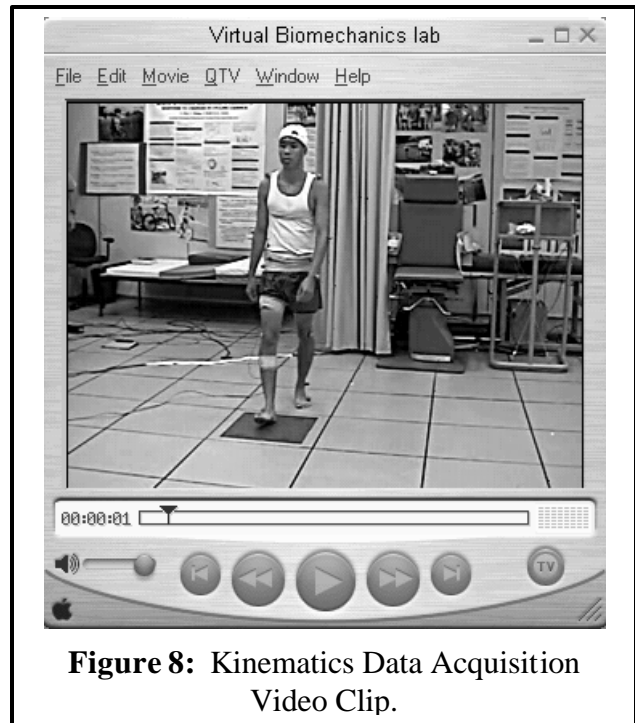 Virtual Biomechanics lab
File Edit Movie QTV Window Help
00:00:01
TV
Figure 8: Kinematics Data Acquisition
Video Clip.